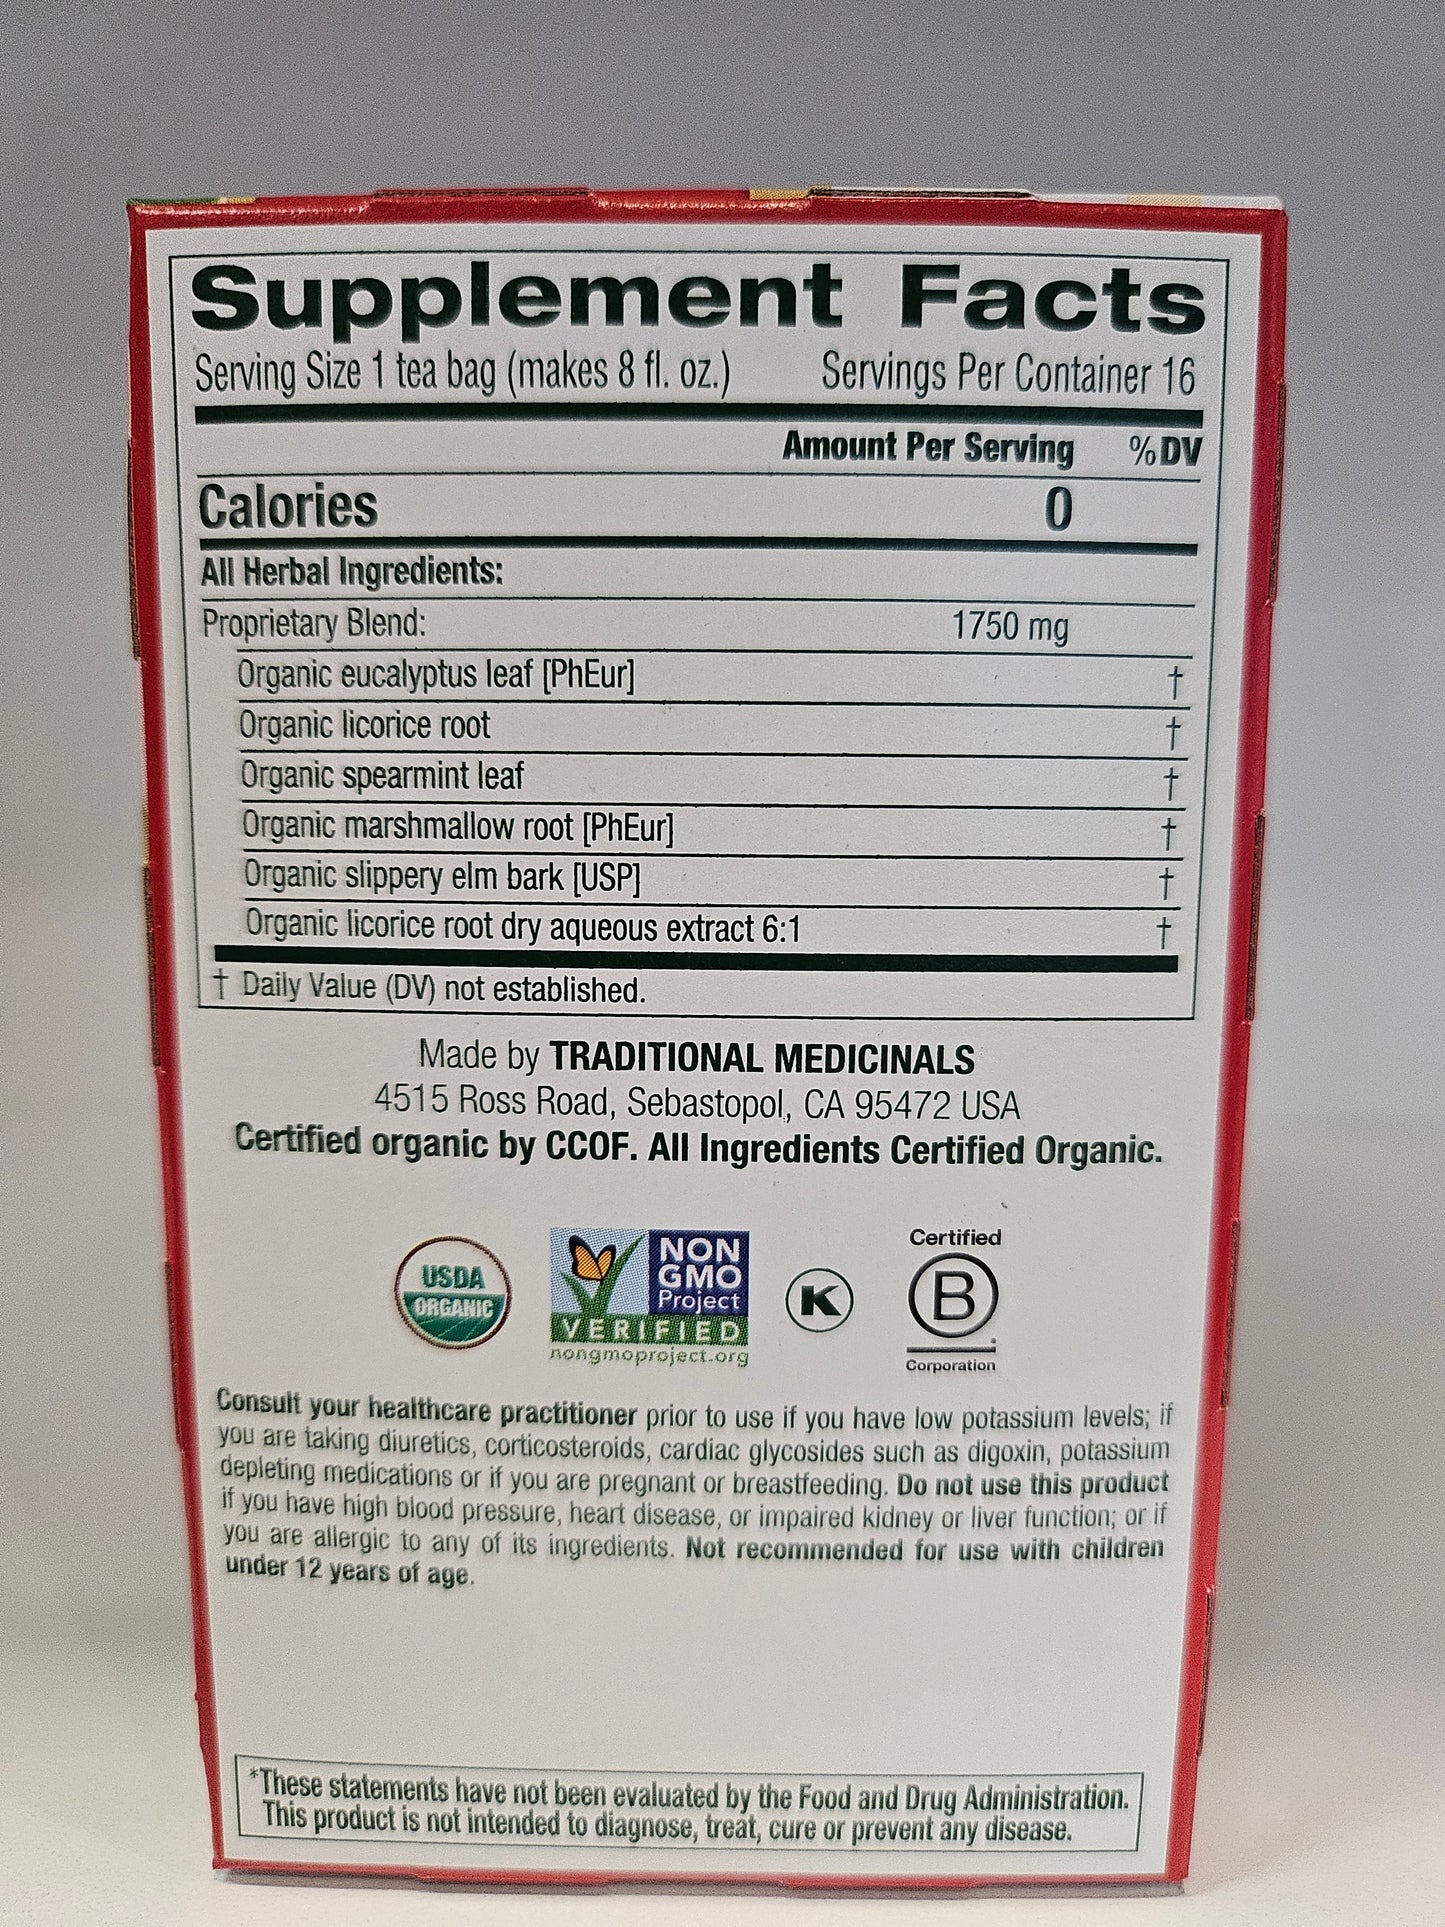 Supplement Facts
Serving Size 1 tea bag (makes 8 fl. oz.) Servings Per Container 16
Amount Per Serving %DV
Calories 0
All Herbal Ingredients:
Proprietary Blend: 1750 mg
Organic eucalyptus leaf [PhEur] †
Organic licorice root †
Organic spearmint leaf †
Organic marshmallow root [PhEur] †
Organic slippery elm bark [USP] †
Organic licorice root dry aqueous extract 6:1 †
† Daily Value (DV) not established.
Made by TRADITIONAL MEDICINALS
4515 Ross Road, Sebastopol, CA 95472 USA
Certified organic by CCOF. All Ingredients Certified Organic.
USDA
ORGANIC
NON
GMO
Project
VERIFIED
nongmoproject.org
K
Certified
B
Corporation
Consult your healthcare practitioner prior to use if you have low potassium levels; if
you are taking diuretics, corticosteroids, cardiac glycosides such as digoxin, potassium
depleting medications or if you are pregnant or breastfeeding. Do not use this product
if you have high blood pressure, heart disease, or impaired kidney or liver function; or if
you are allergic to any of its ingredients. Not recommended for use with children
under 12 years of age.
*These statements have not been evaluated by the Food and Drug Administration.
This product is not intended to diagnose, treat, cure or prevent any disease.